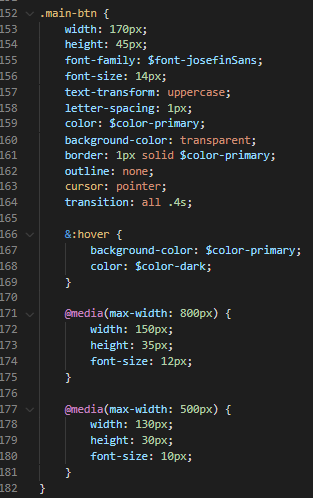 152 .main-btn {
153 width: 170px;
154 height: 45px;
155 font-family: $font-josefinSans;
156 font-size: 14px;
157 text-transform: uppercase;
158 letter-spacing: 1px;
159 color: $color-primary;
160 background-color: transparent;
161 border: 1px solid $color-primary;
162 outline: none;
163 cursor: pointer;
164 transition: all .4s;
165
166 &:hover {
167 background-color: $color-primary;
168 color: $color-dark;
169 }
170
171 @media(max-width: 800px) {
172 width: 150px;
173 height: 35px;
174 font-size: 12px;
175 }
176
177 @media(max-width: 500px) {
178 width: 130px;
179 height: 30px;
180 font-size: 10px;
181 }
182 }